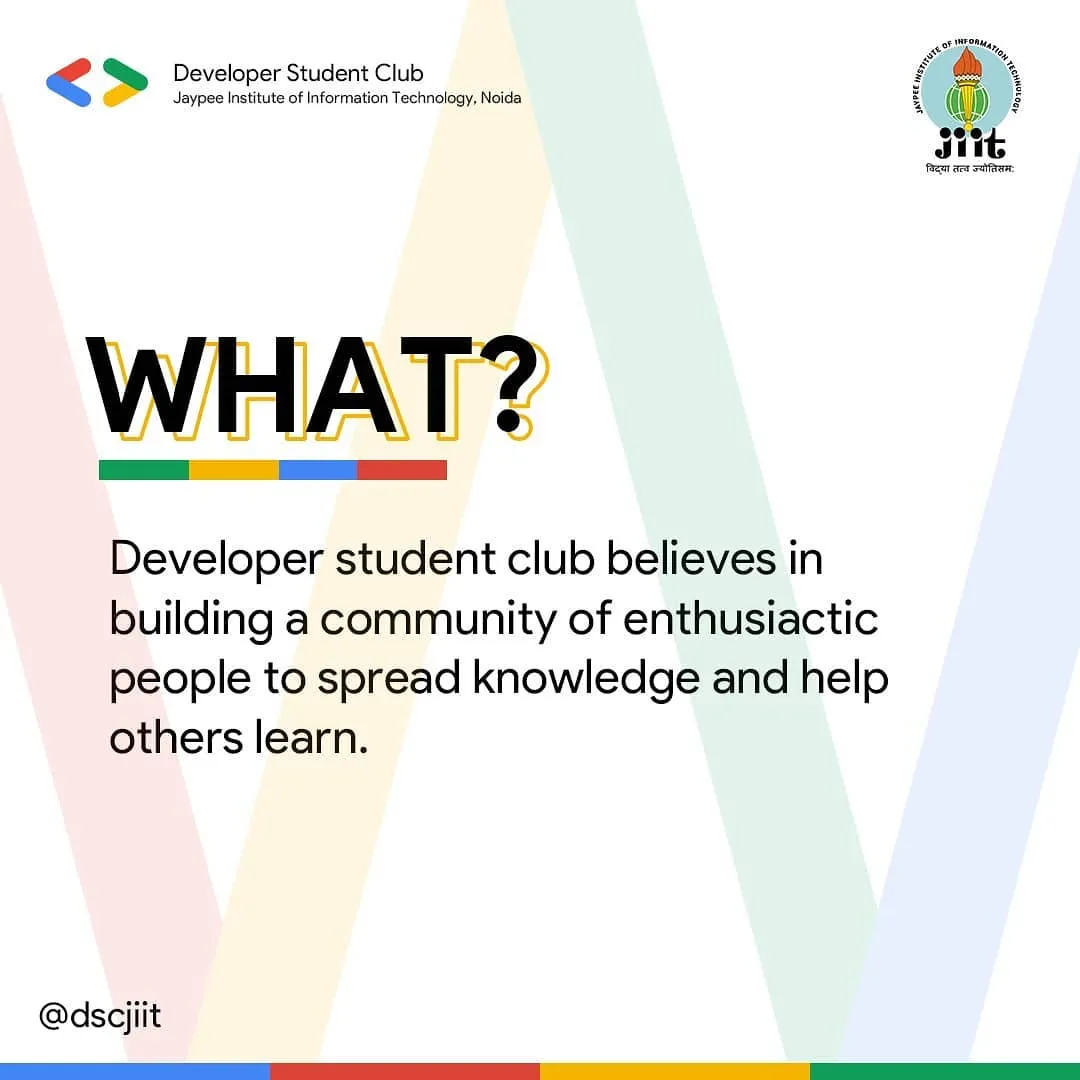 Developer Student Club
Jaypee Institute of Information Technology, Noida
JAYPEE INSTITUTE OF INFORMATION TECHNOLOGY
jiit
विद्या तत्व ज्योतिसम:
WHAT?
Developer student club believes in
building a community of enthusiactic
people to spread knowledge and help
others learn.
@dscjiit